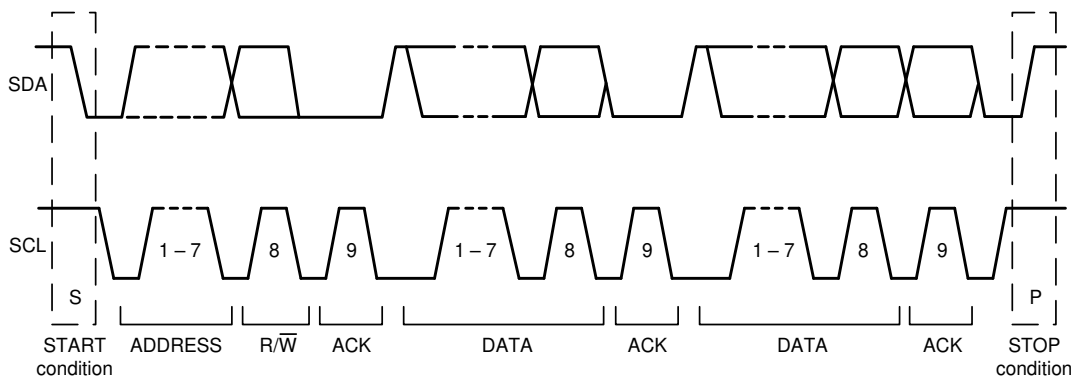 SDA
SCL
1 – 7
8
9
1 – 7
8
9
1 – 7
8
9
S
P
START
condition
ADDRESS
R/W̅
ACK
DATA
ACK
DATA
ACK
STOP
condition